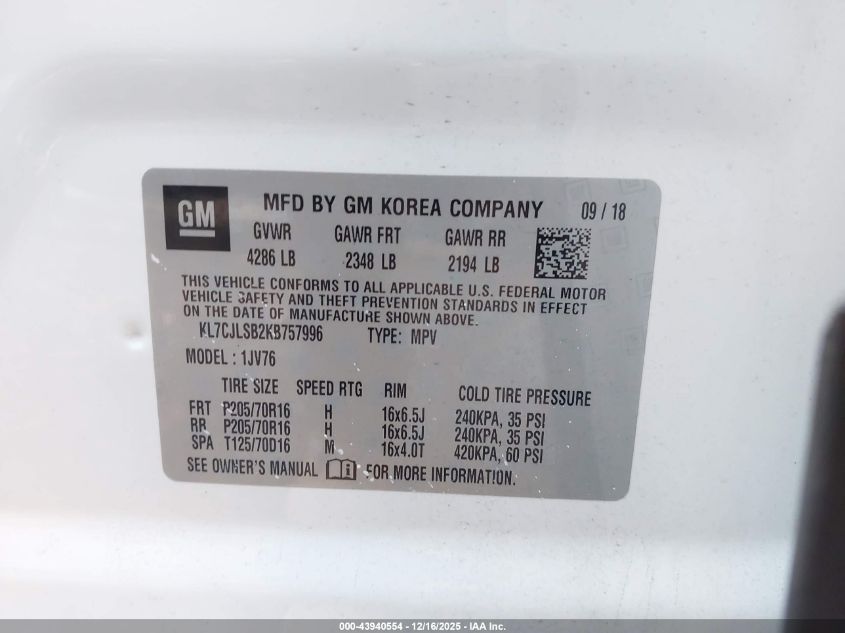 GM
MFD BY GM KOREA COMPANY 09 / 18
GVWR GAWR FRT GAWR RR
4286 LB 2348 LB 2194 LB
THIS VEHICLE CONFORMS TO ALL APPLICABLE U.S. FEDERAL MOTOR
VEHICLE SAFETY AND THEFT PREVENTION STANDARDS IN EFFECT
ON THE DATE OF MANUFACTURE SHOWN ABOVE.
KL7CJLSB2KB757996 TYPE: MPV
MODEL : 1JV76
TIRE SIZE SPEED RTG RIM COLD TIRE PRESSURE
FRT P205/70R16 H 16x6.5J 240KPA, 35 PSI
RR P205/70R16 H 16x6.5J 240KPA, 35 PSI
SPA T125/70D16 M 16x4.0T 420KPA, 60 PSI
SEE OWNER'S MANUAL FOR MORE INFORMATION.
000-43940554 - 12/16/2025 - IAA Inc.